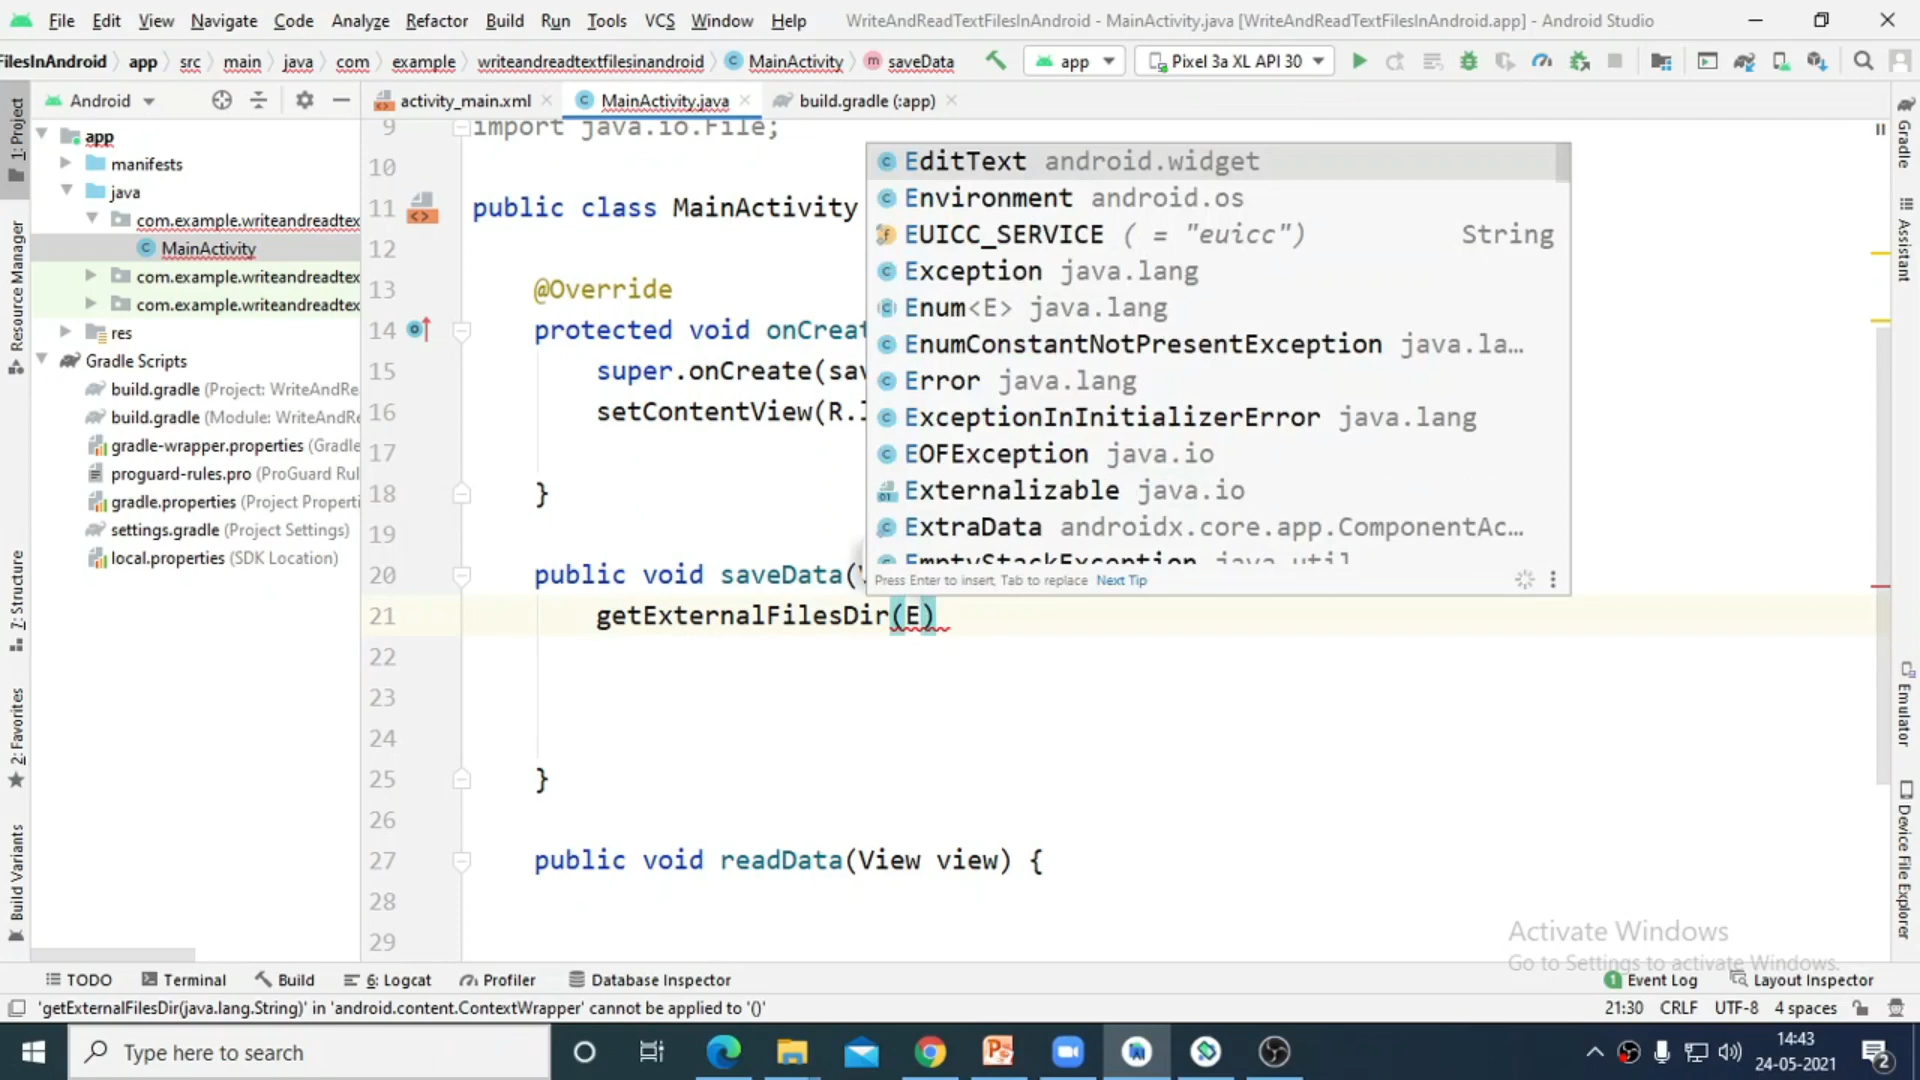 File Edit View Navigate Code Analyze Refactor Build Run Tools VCS Window Help WriteAndReadTextFilesInAndroid - MainActivity.java [WriteAndReadTextFilesInAndroid.app] - Android Studio
FilesInAndroid app src main java com example writeandreadtextfilesinandroid MainActivity saveData app Pixel 3a XL API 30
Android activity_main.xml MainActivity.java build.gradle (:app)
1: Project
Resource Manager
7: Structure
2: Favorites
Build Variants
app
manifests
java
com.example.writeandreadtex
MainActivity
com.example.writeandreadtex
com.example.writeandreadtex
res
Gradle Scripts
build.gradle (Project: WriteAndRe
build.gradle (Module: WriteAndR
gradle-wrapper.properties (Gradle
proguard-rules.pro (ProGuard Rul
gradle.properties (Project Properti
settings.gradle (Project Settings)
local.properties (SDK Location)
9 import java.io.File;
10
11 public class MainActivity
12
13 @Override
14 protected void onCreat
15 super.onCreate(sav
16 setContentView(R.l
17
18 }
19
20 public void saveData(V
21 getExternalFilesDir(E)
22
23
24
25 }
26
27 public void readData(View view) {
28
29
EditText android.widget
Environment android.os
EUICC_SERVICE ( = "euicc") String
Exception java.lang
Enum<E> java.lang
EnumConstantNotPresentException java.la...
Error java.lang
ExceptionInInitializerError java.lang
EOFException java.io
Externalizable java.io
ExtraData androidx.core.app.ComponentAc...
EmptyStackException java.util
Press Enter to insert, Tab to replace Next Tip
Gradle
Assistant
Emulator
Device File Explorer
Activate Windows
Go to Settings to activate Windows.
TODO Terminal Build 6: Logcat Profiler Database Inspector 1 Event Log Layout Inspector
'getExternalFilesDir(java.lang.String)' in 'android.content.ContextWrapper' cannot be applied to '()' 21:30 CRLF UTF-8 4 spaces
Type here to search
14:43
24-05-2021
2